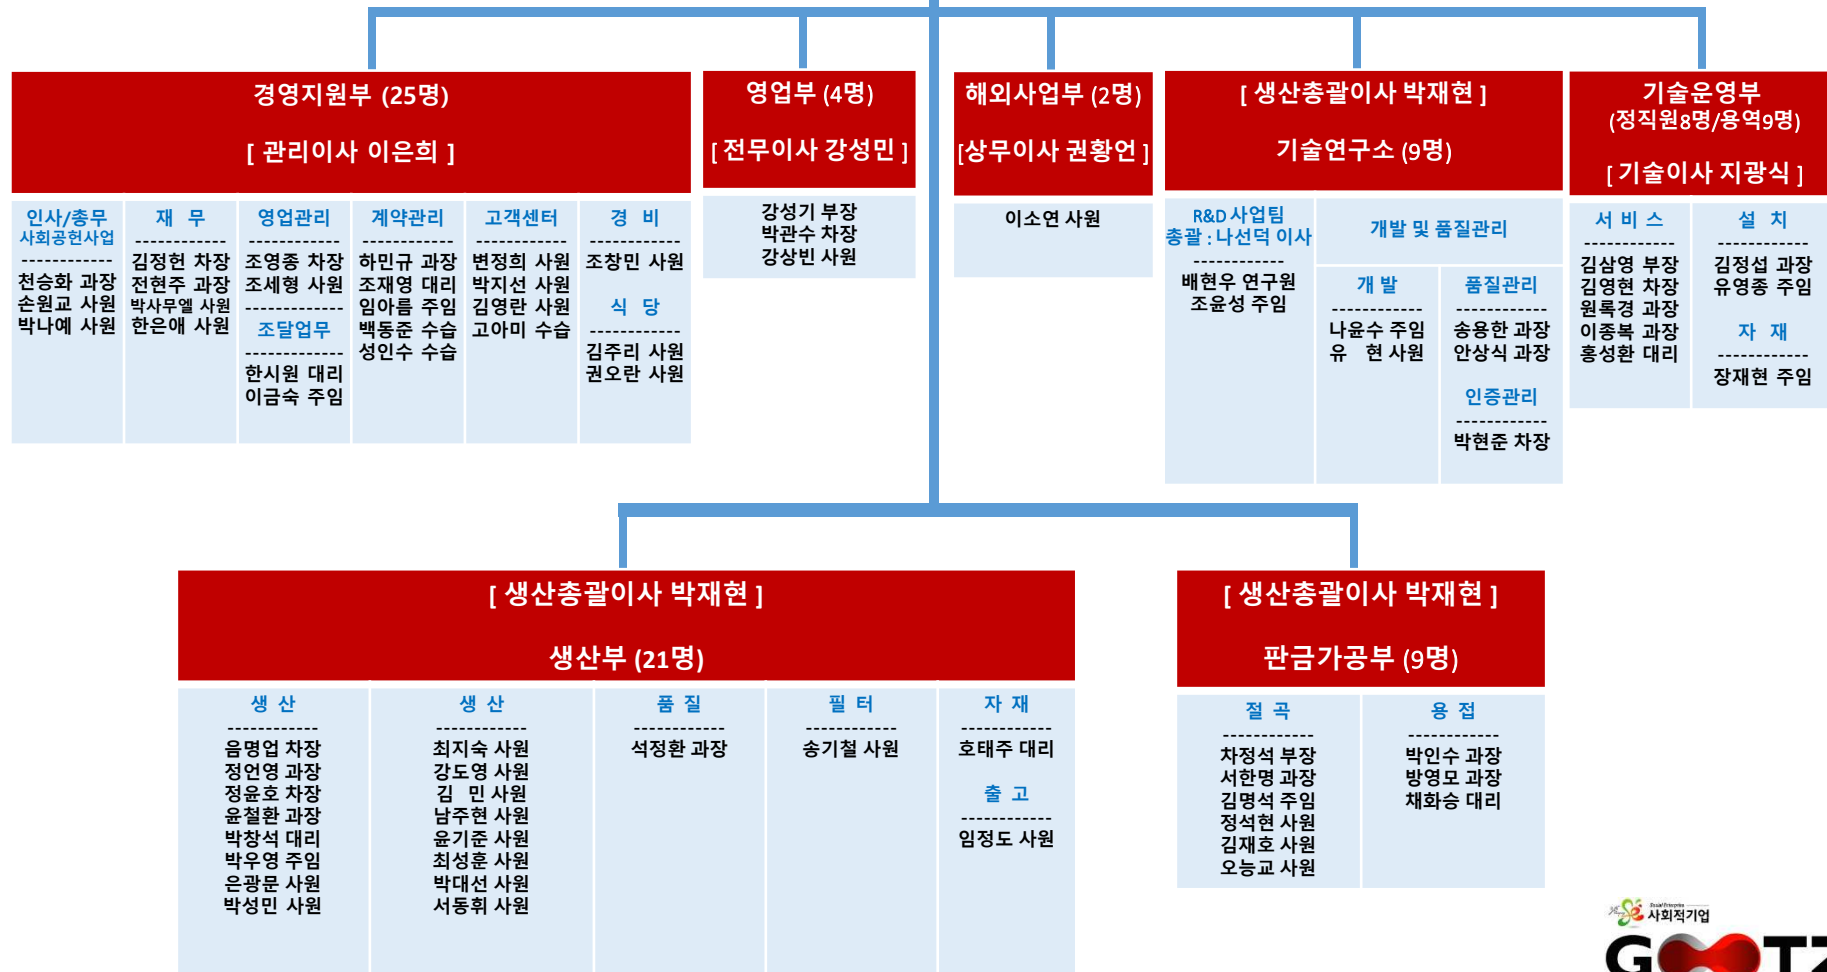 경영지원부 (25명)
[ 관리이사 이은희 ]
인사/총무
사회공헌사업
------------
천승화 과장
손원교 사원
박나예 사원
재 무
------------
김정헌 차장
전현주 과장
박사무엘 사원
한은애 사원
영업관리
------------
조영종 차장
조세형 사원
-------------
조달업무
-------------
한시원 대리
이금숙 주임
계약관리
------------
하민규 과장
조재영 대리
임아름 주임
백동준 수습
성인수 수습
고객센터
------------
변정희 사원
박지선 사원
김영란 사원
고아미 수습
경 비
------------
조창민 사원
식 당
------------
김주리 사원
권오란 사원
영업부 (4명)
[ 전무이사 강성민 ]
강성기 부장
박관수 차장
강상빈 사원
해외사업부 (2명)
[상무이사 권황언 ]
이소연 사원
[ 생산총괄이사 박재현 ]
기술연구소 (9명)
R&D 사업팀
총괄 : 나선덕 이사
------------
배현우 연구원
조윤성 주임
개발 및 품질관리
개 발
------------
나윤수 주임
유 현 사원
품질관리
------------
송용한 과장
안상식 과장
인증관리
------------
박현준 차장
기술운영부
(정직원8명/용역9명)
[ 기술이사 지광식 ]
서 비 스
------------
김삼영 부장
김영현 차장
원록경 과장
이종복 과장
홍성환 대리
설 치
------------
김정섭 과장
유영종 주임
자 재
------------
장재현 주임
[ 생산총괄이사 박재현 ]
생산부 (21명)
생 산
------------
음명업 차장
정언영 과장
정윤호 차장
윤철환 과장
박창석 대리
박우영 주임
은광문 사원
박성민 사원
생 산
------------
최지숙 사원
강도영 사원
김 민 사원
남주현 사원
윤기준 사원
최성훈 사원
박대선 사원
서동휘 사원
품 질
------------
석정환 과장
필 터
------------
송기철 사원
자 재
------------
호태주 대리
출 고
------------
임정도 사원
[ 생산총괄이사 박재현 ]
판금가공부 (9명)
절 곡
------------
차정석 부장
서한명 과장
김명석 주임
정석현 사원
김재호 사원
오능교 사원
용 접
------------
박인수 과장
방영모 과장
채화승 대리
Social Enterprise
사회적기업